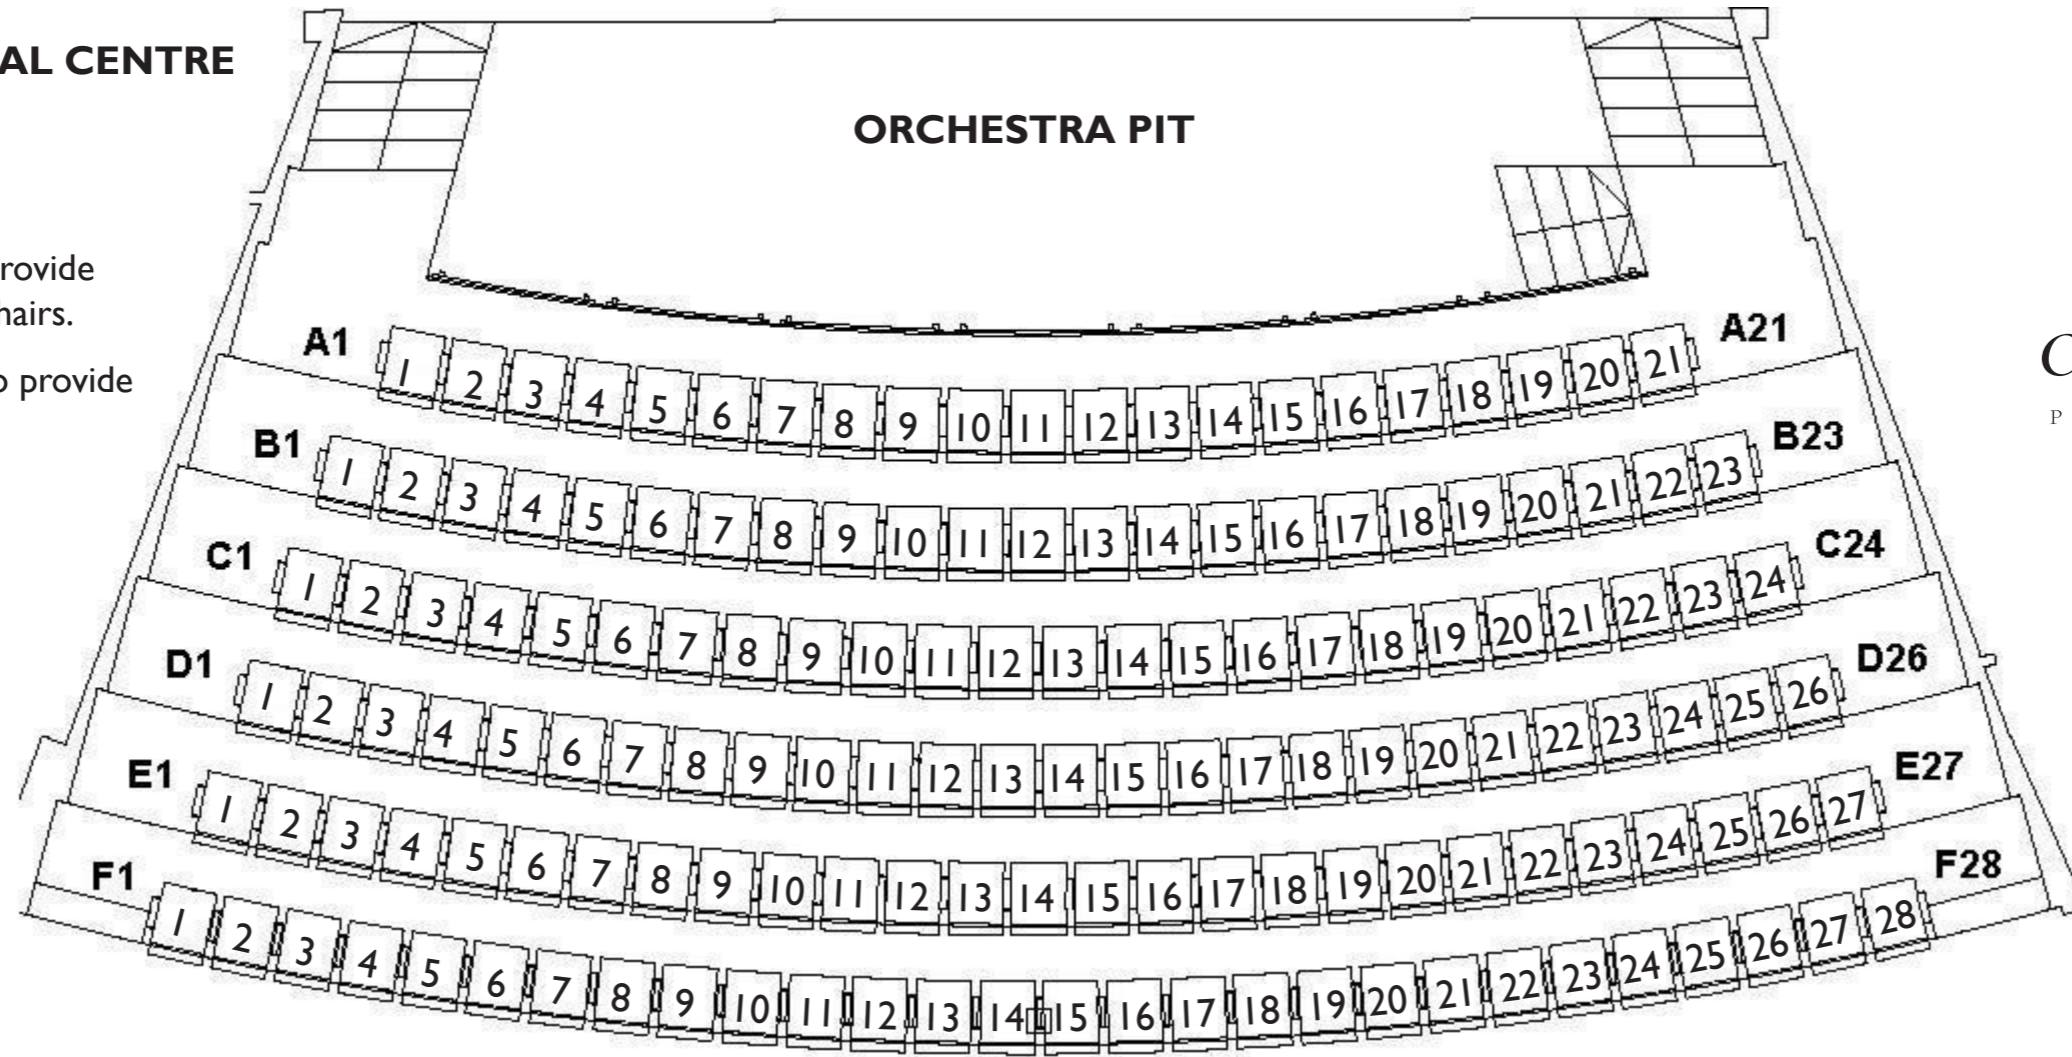 AL CENTRE
ORCHESTRA PIT
rovide
hairs.
o provide
C
P
A1 1 2 3 4 5 6 7 8 9 10 11 12 13 14 15 16 17 18 19 20 21 A21
B1 1 2 3 4 5 6 7 8 9 10 11 12 13 14 15 16 17 18 19 20 21 22 23 B23
C1 1 2 3 4 5 6 7 8 9 10 11 12 13 14 15 16 17 18 19 20 21 22 23 24 C24
D1 1 2 3 4 5 6 7 8 9 10 11 12 13 14 15 16 17 18 19 20 21 22 23 24 25 26 D26
E1 1 2 3 4 5 6 7 8 9 10 11 12 13 14 15 16 17 18 19 20 21 22 23 24 25 26 27 E27
F1 1 2 3 4 5 6 7 8 9 10 11 12 13 14 15 16 17 18 19 20 21 22 23 24 25 26 27 28 F28